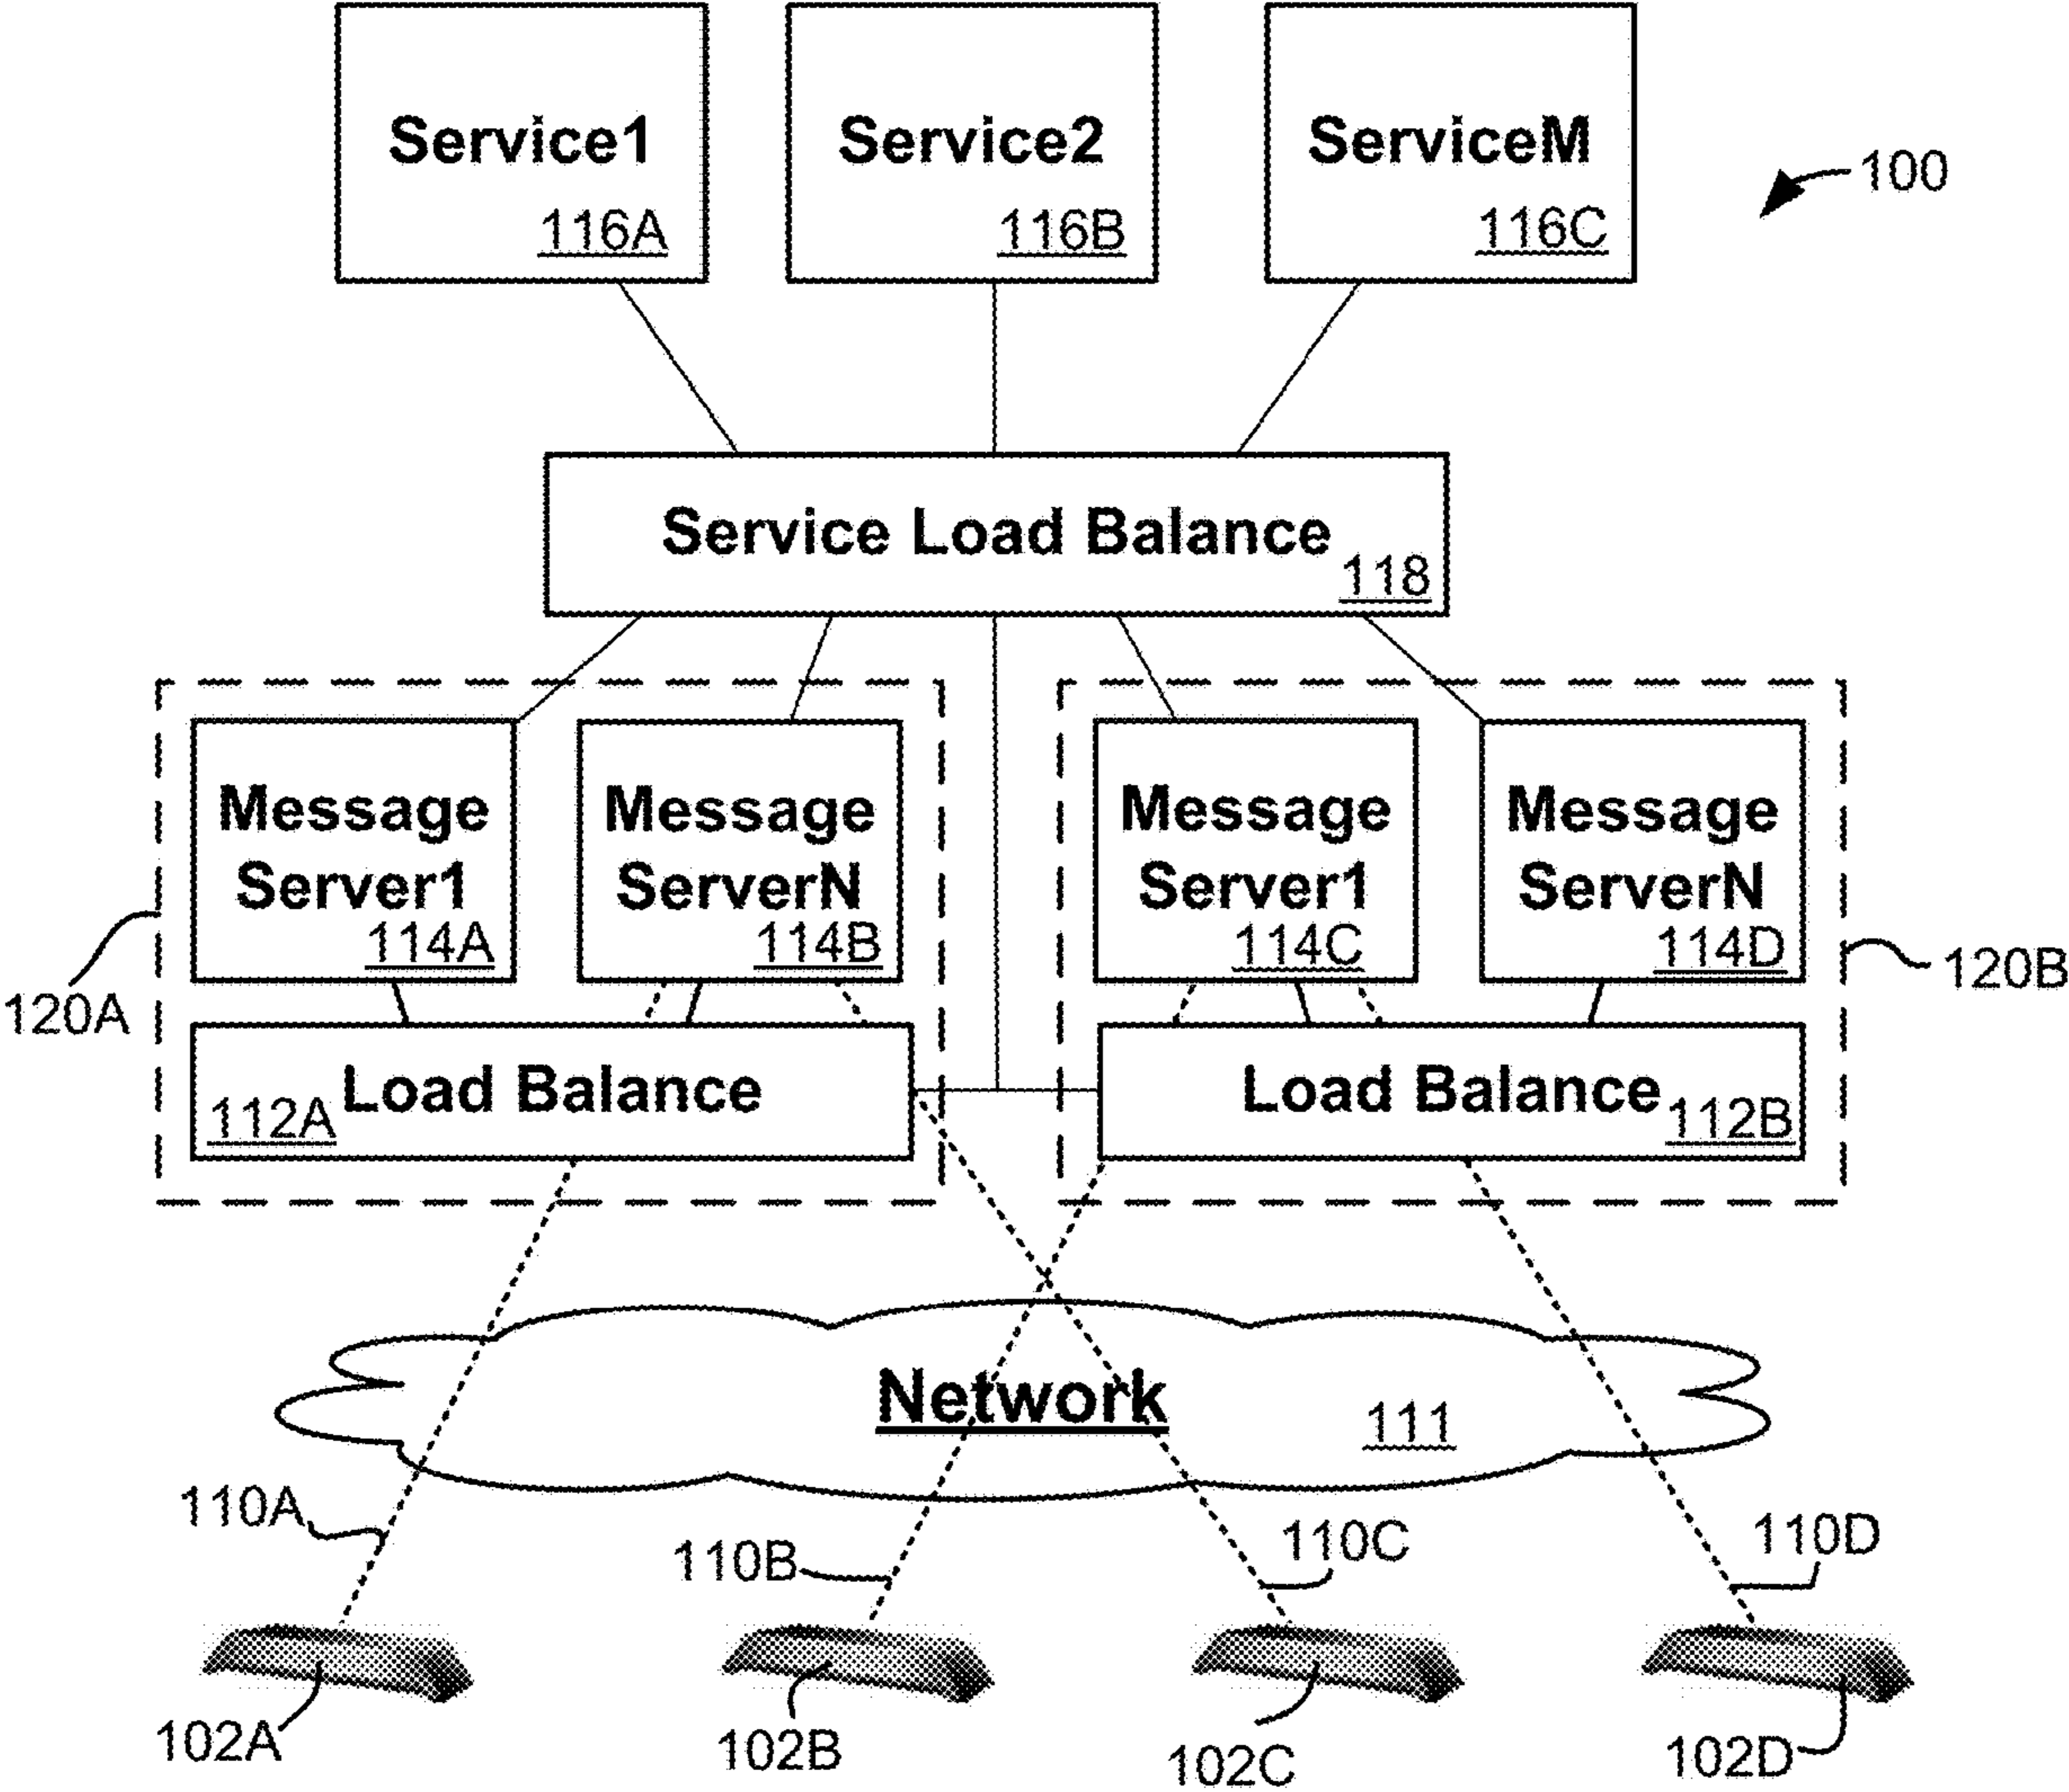 Service1
116A
Service2
116B
ServiceM
116C
100
Service Load Balance
118
Message
Server1
114A
Message
ServerN
114B
Message
Server1
114C
Message
ServerN
114D
120A
120B
112A
Load Balance
Load Balance
112B
Network
111
110A
110B
110C
110D
102A
102B
102C
102D